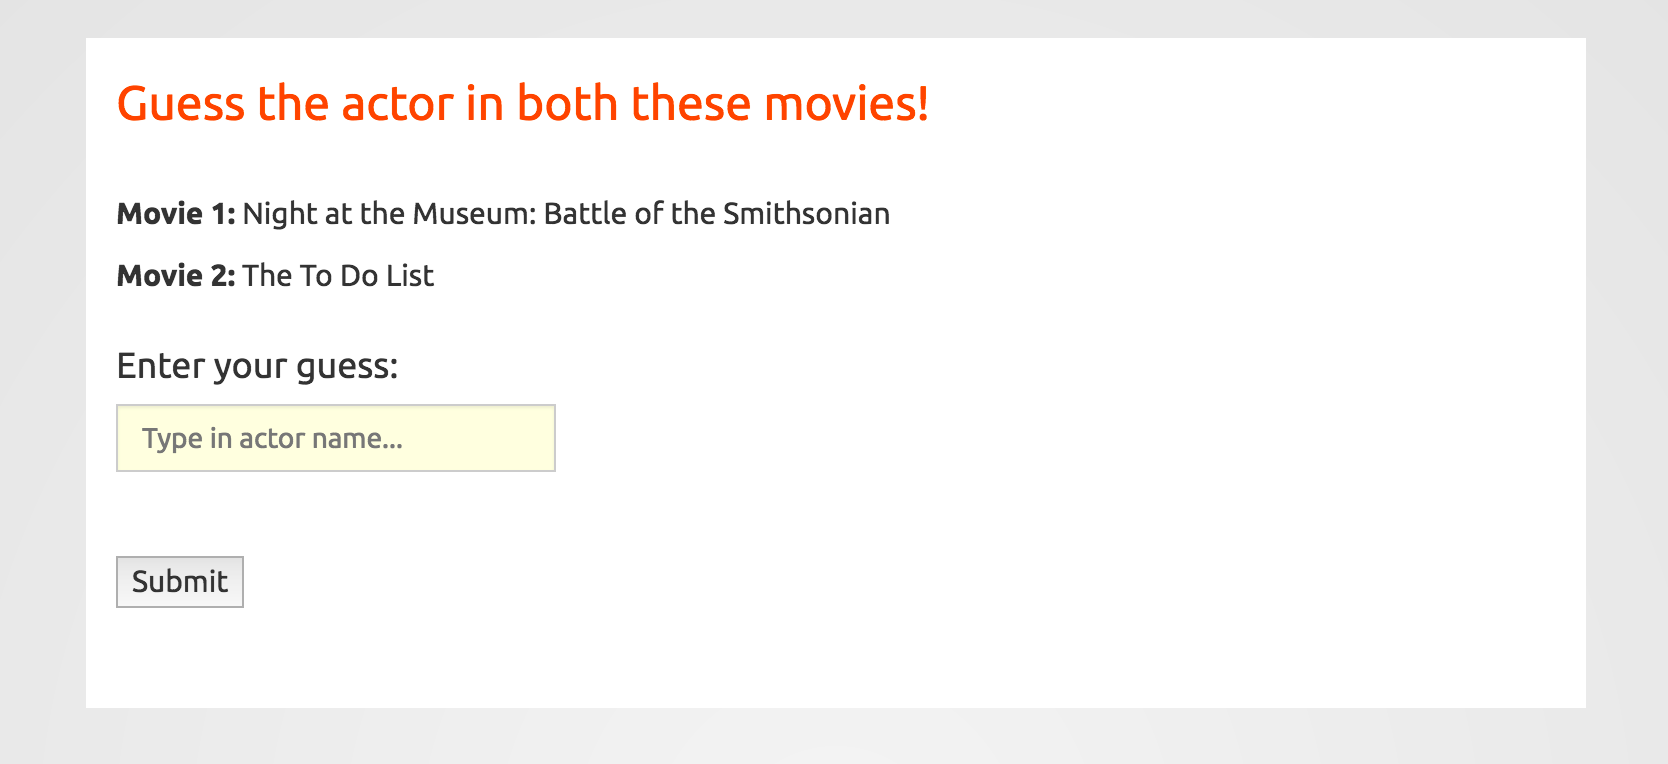 Guess the actor in both these movies!
Movie 1: Night at the Museum: Battle of the Smithsonian
Movie 2: The To Do List
Enter your guess:
Type in actor name...
Submit